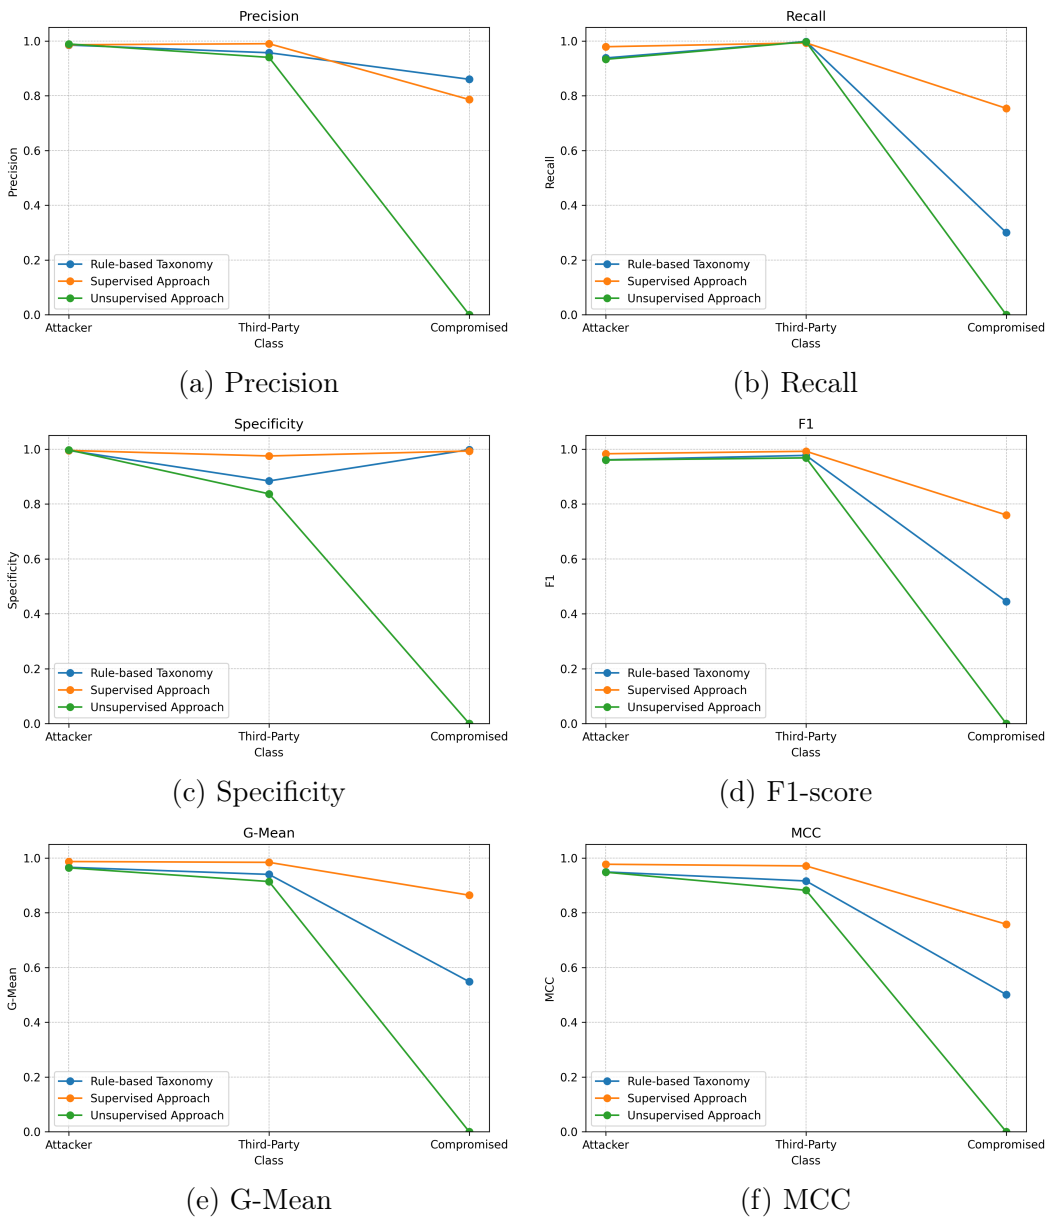 Precision
1.0
0.8
0.6
0.4
0.2
0.0
Precision
Rule-based Taxonomy
Supervised Approach
Unsupervised Approach
Attacker Third-Party Compromised
Class
(a) Precision
Recall
1.0
0.8
0.6
0.4
0.2
0.0
Recall
Rule-based Taxonomy
Supervised Approach
Unsupervised Approach
Attacker Third-Party Compromised
Class
(b) Recall
Specificity
1.0
0.8
0.6
0.4
0.2
0.0
Specificity
Rule-based Taxonomy
Supervised Approach
Unsupervised Approach
Attacker Third-Party Compromised
Class
(c) Specificity
F1
1.0
0.8
0.6
0.4
0.2
0.0
F1
Rule-based Taxonomy
Supervised Approach
Unsupervised Approach
Attacker Third-Party Compromised
Class
(d) F1-score
G-Mean
1.0
0.8
0.6
0.4
0.2
0.0
G-Mean
Rule-based Taxonomy
Supervised Approach
Unsupervised Approach
Attacker Third-Party Compromised
Class
(e) G-Mean
MCC
1.0
0.8
0.6
0.4
0.2
0.0
MCC
Rule-based Taxonomy
Supervised Approach
Unsupervised Approach
Attacker Third-Party Compromised
Class
(f) MCC